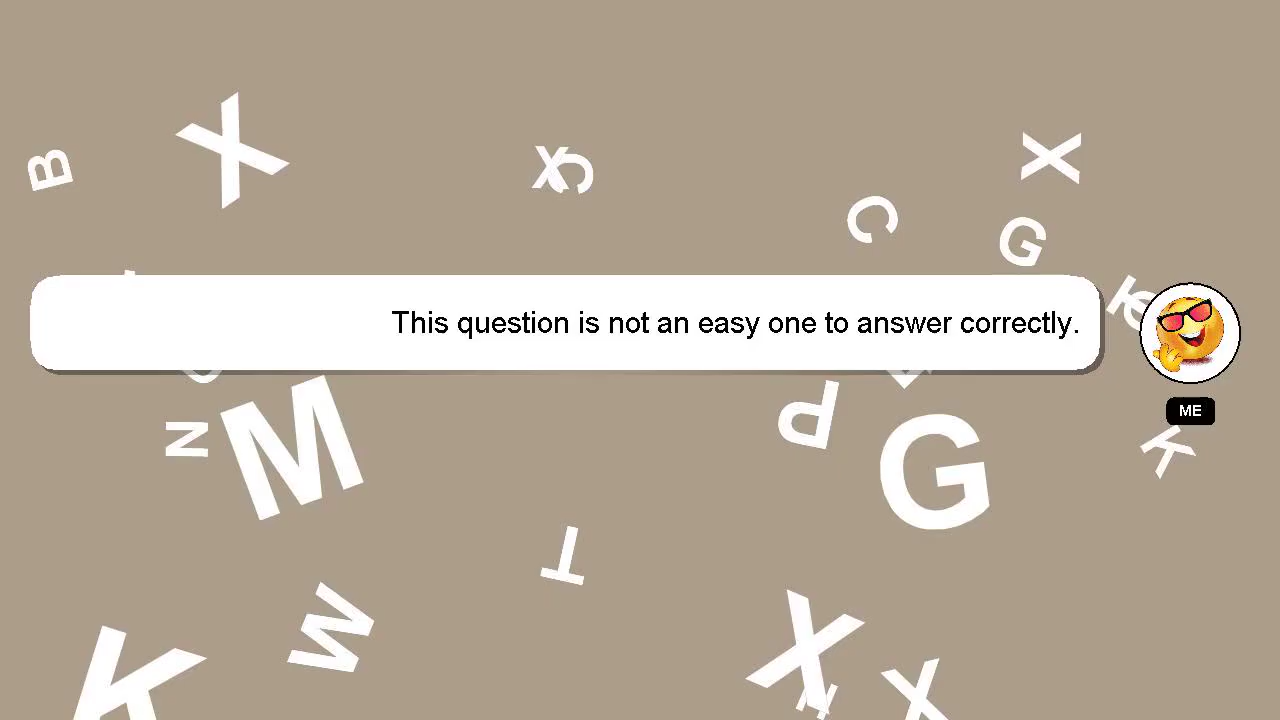 B
X
X
C
C
X
G
This question is not an easy one to answer correctly.
K
ME
N
M
P
G
K
T
W
X
K
X